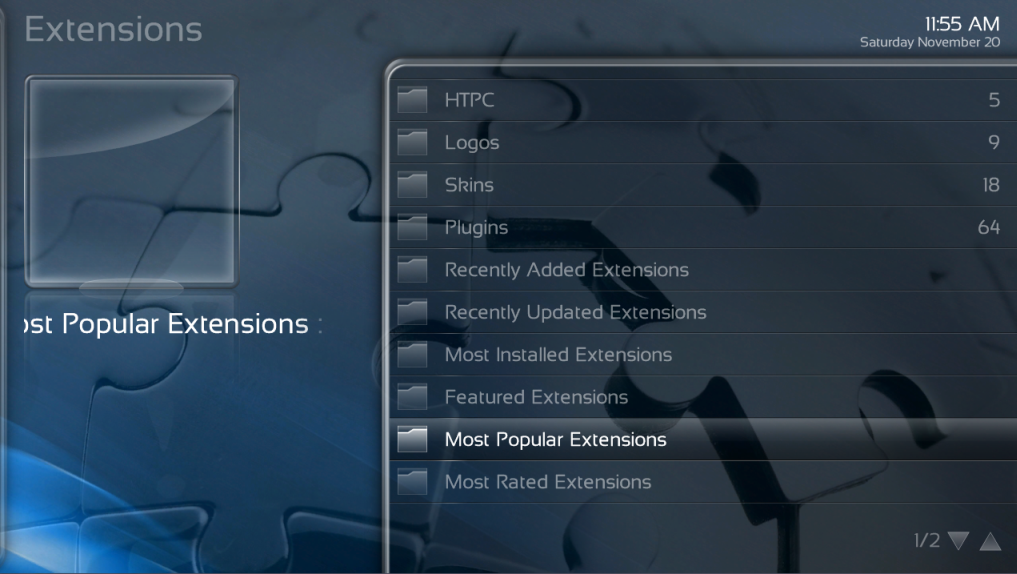 Extensions
11:55 AM
Saturday November 20
HTPC 5
Logos 9
Skins 18
Plugins 64
Recently Added Extensions
Recently Updated Extensions
Most Installed Extensions
Featured Extensions
Most Popular Extensions
Most Rated Extensions
ost Popular Extensions :
1/2